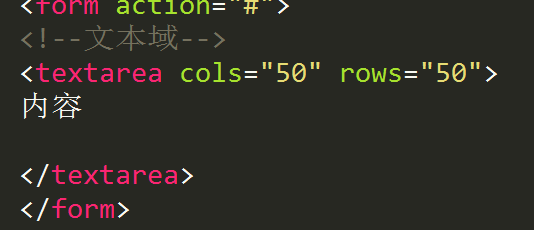 <form action="#">
<!--文本域-->
<textarea cols="50" rows="50">
内容
</textarea>
</form>